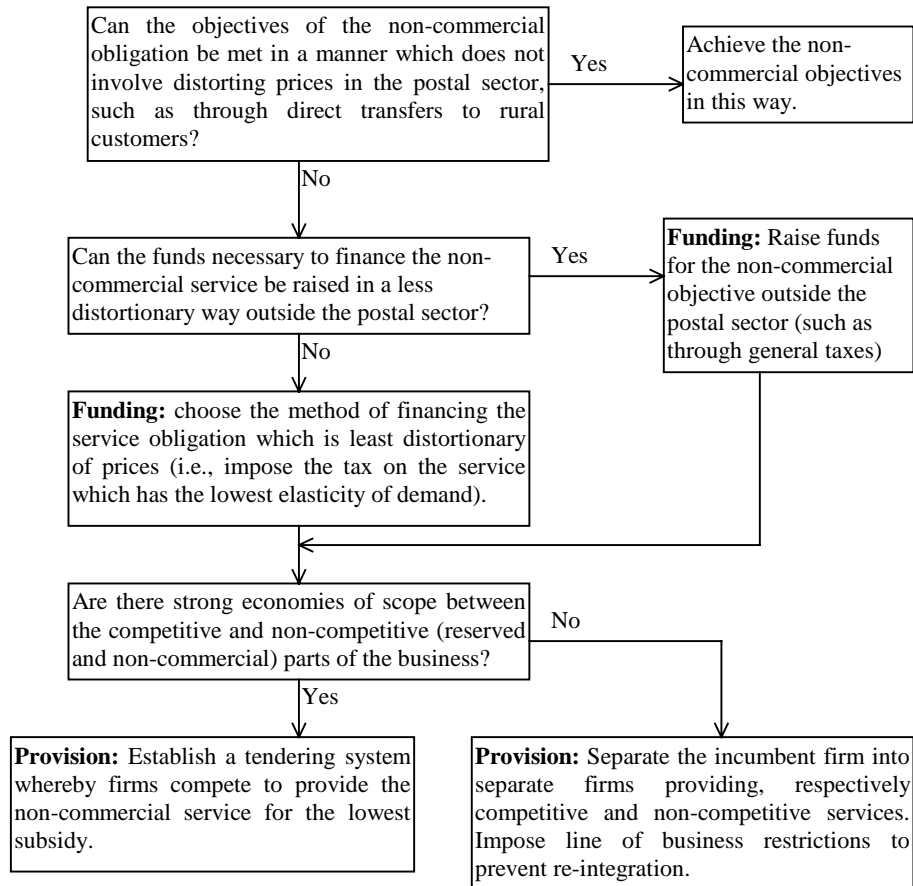 Can the objectives of the non-commercial
obligation be met in a manner which does not
involve distorting prices in the postal sector,
such as through direct transfers to rural
customers?
Yes
Achieve the non-
commercial objectives
in this way.
No
Can the funds necessary to finance the non-
commercial service be raised in a less
distortionary way outside the postal sector?
Yes
Funding: Raise funds
for the non-commercial
objective outside the
postal sector (such as
through general taxes)
No
Funding: choose the method of financing the
service obligation which is least distortionary
of prices (i.e., impose the tax on the service
which has the lowest elasticity of demand).
Are there strong economies of scope between
the competitive and non-competitive (reserved
and non-commercial) parts of the business?
No
Yes
Provision: Establish a tendering system
whereby firms compete to provide the
non-commercial service for the lowest
subsidy.
Provision: Separate the incumbent firm into
separate firms providing, respectively
competitive and non-competitive services.
Impose line of business restrictions to
prevent re-integration.